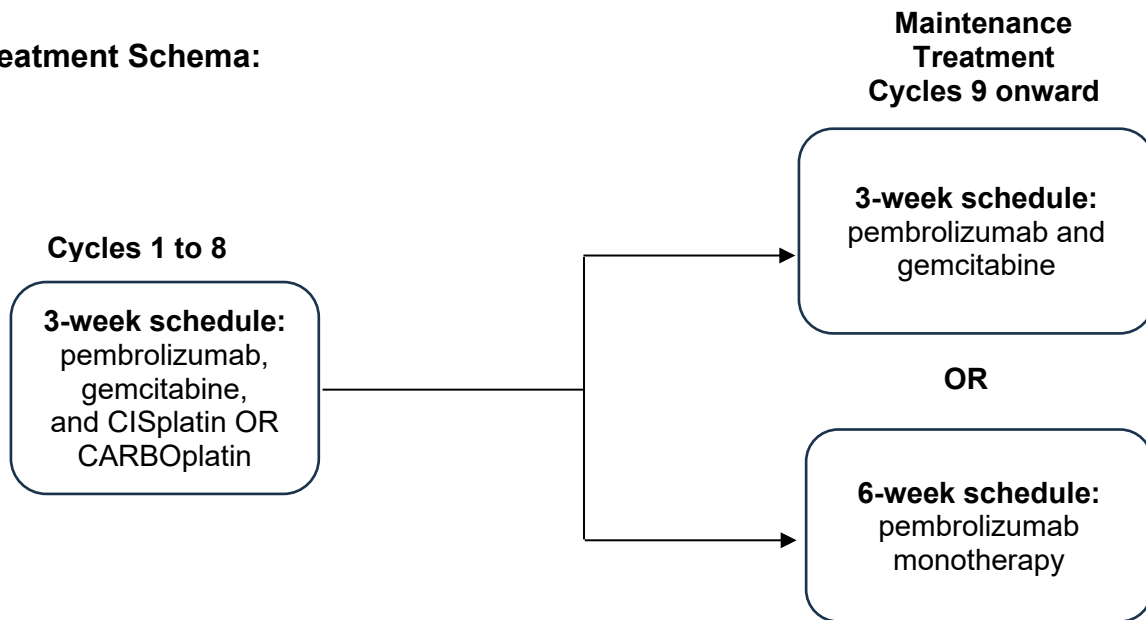 eatment Schema:
Cycles 1 to 8
3-week schedule:
pembrolizumab,
gemcitabine,
and CISplatin OR
CARBOplatin
Maintenance
Treatment
Cycles 9 onward
3-week schedule:
pembrolizumab and
gemcitabine
OR
6-week schedule:
pembrolizumab
monotherapy